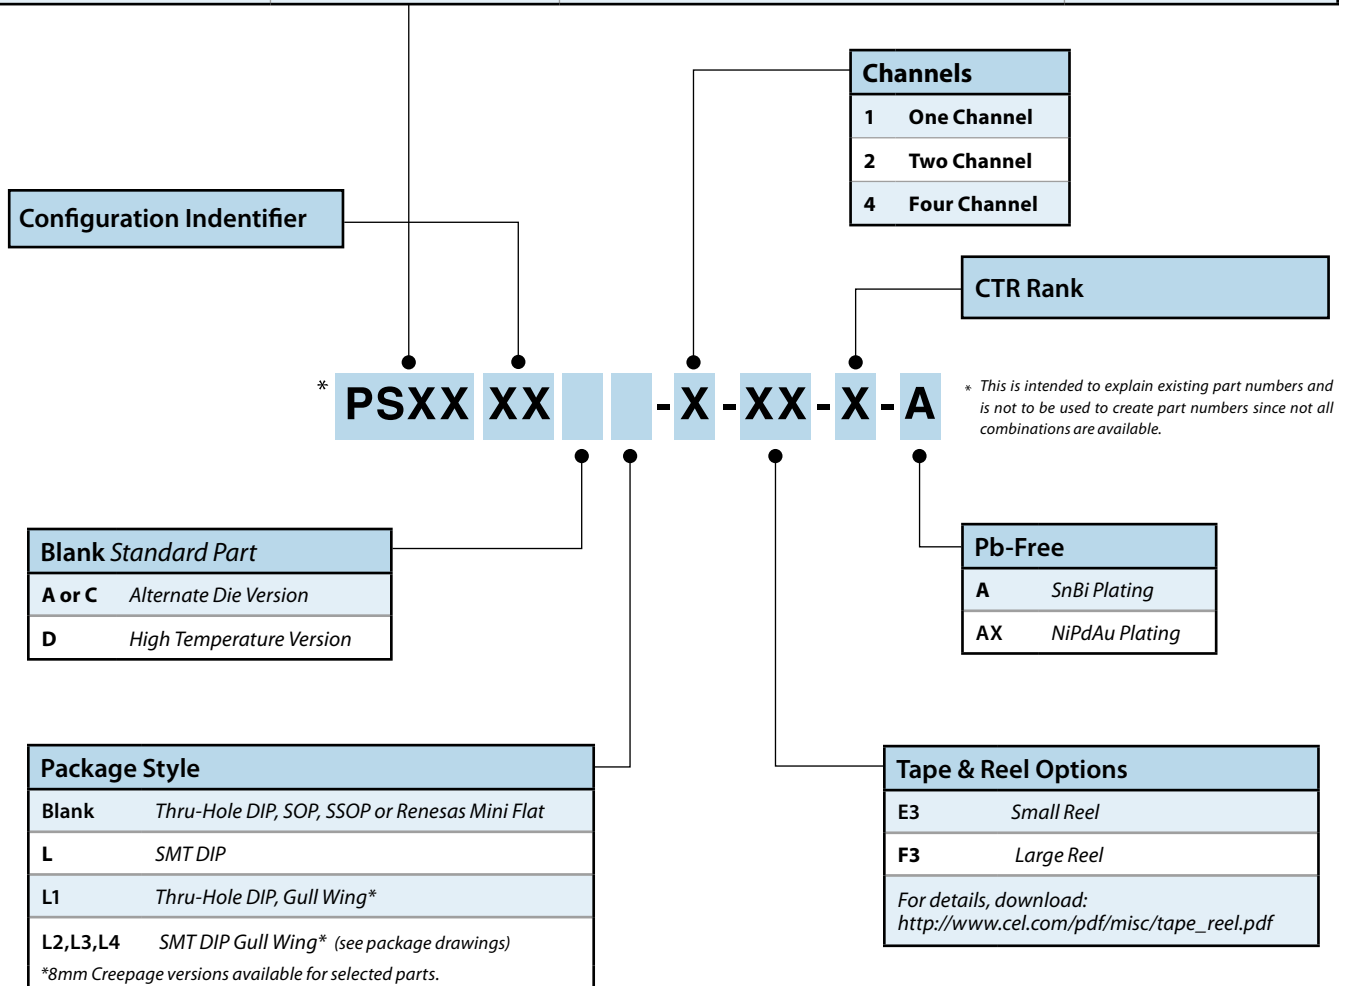 Channels
1 One Channel
2 Two Channel
4 Four Channel
Configuration Indentifier
CTR Rank
* PSXX XX -X-XX-X-A
* This is intended to explain existing part numbers and
is not to be used to create part numbers since not all
combinations are available.
Blank Standard Part
A or C Alternate Die Version
D High Temperature Version
Pb-Free
A SnBi Plating
AX NiPdAu Plating
Package Style
Blank Thru-Hole DIP, SOP, SSOP or Renesas Mini Flat
L SMT DIP
L1 Thru-Hole DIP, Gull Wing*
L2,L3,L4 SMT DIP Gull Wing* (see package drawings)
*8mm Creepage versions available for selected parts.
Tape & Reel Options
E3 Small Reel
F3 Large Reel
For details, download:
http://www.cel.com/pdf/misc/tape_reel.pdf